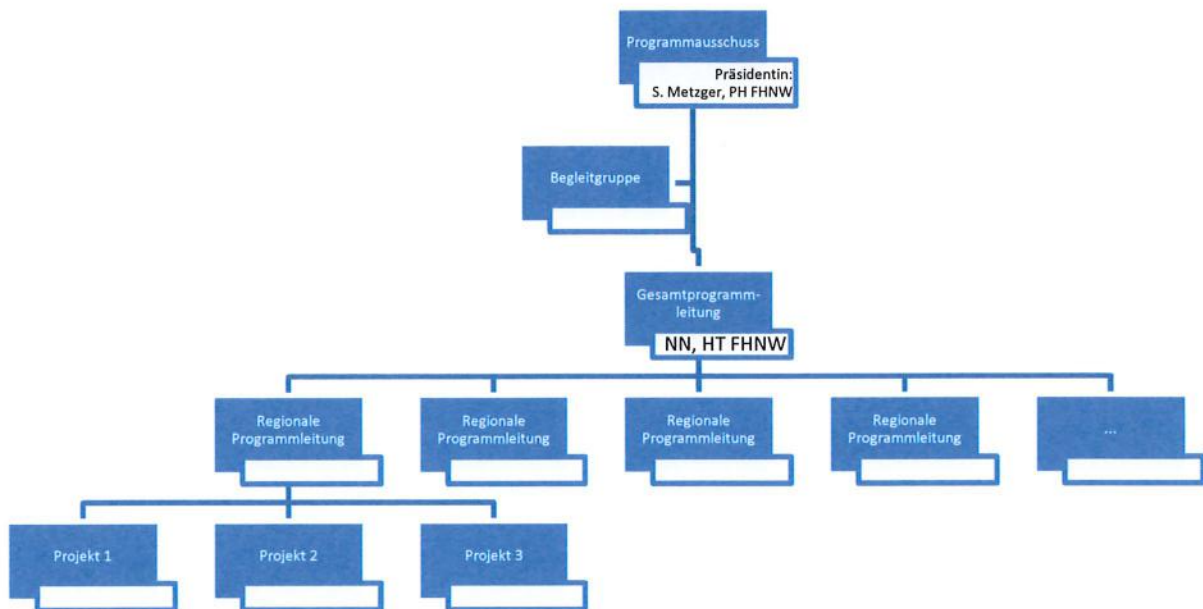 Programmausschuss
Präsidentin:
S. Metzger, PH FHNW
Begleitgruppe
Gesamtprogramm-
leitung
NN, HT FHNW
Regionale
Programmleitung
Regionale
Programmleitung
Regionale
Programmleitung
Regionale
Programmleitung
...
Projekt 1
Projekt 2
Projekt 3